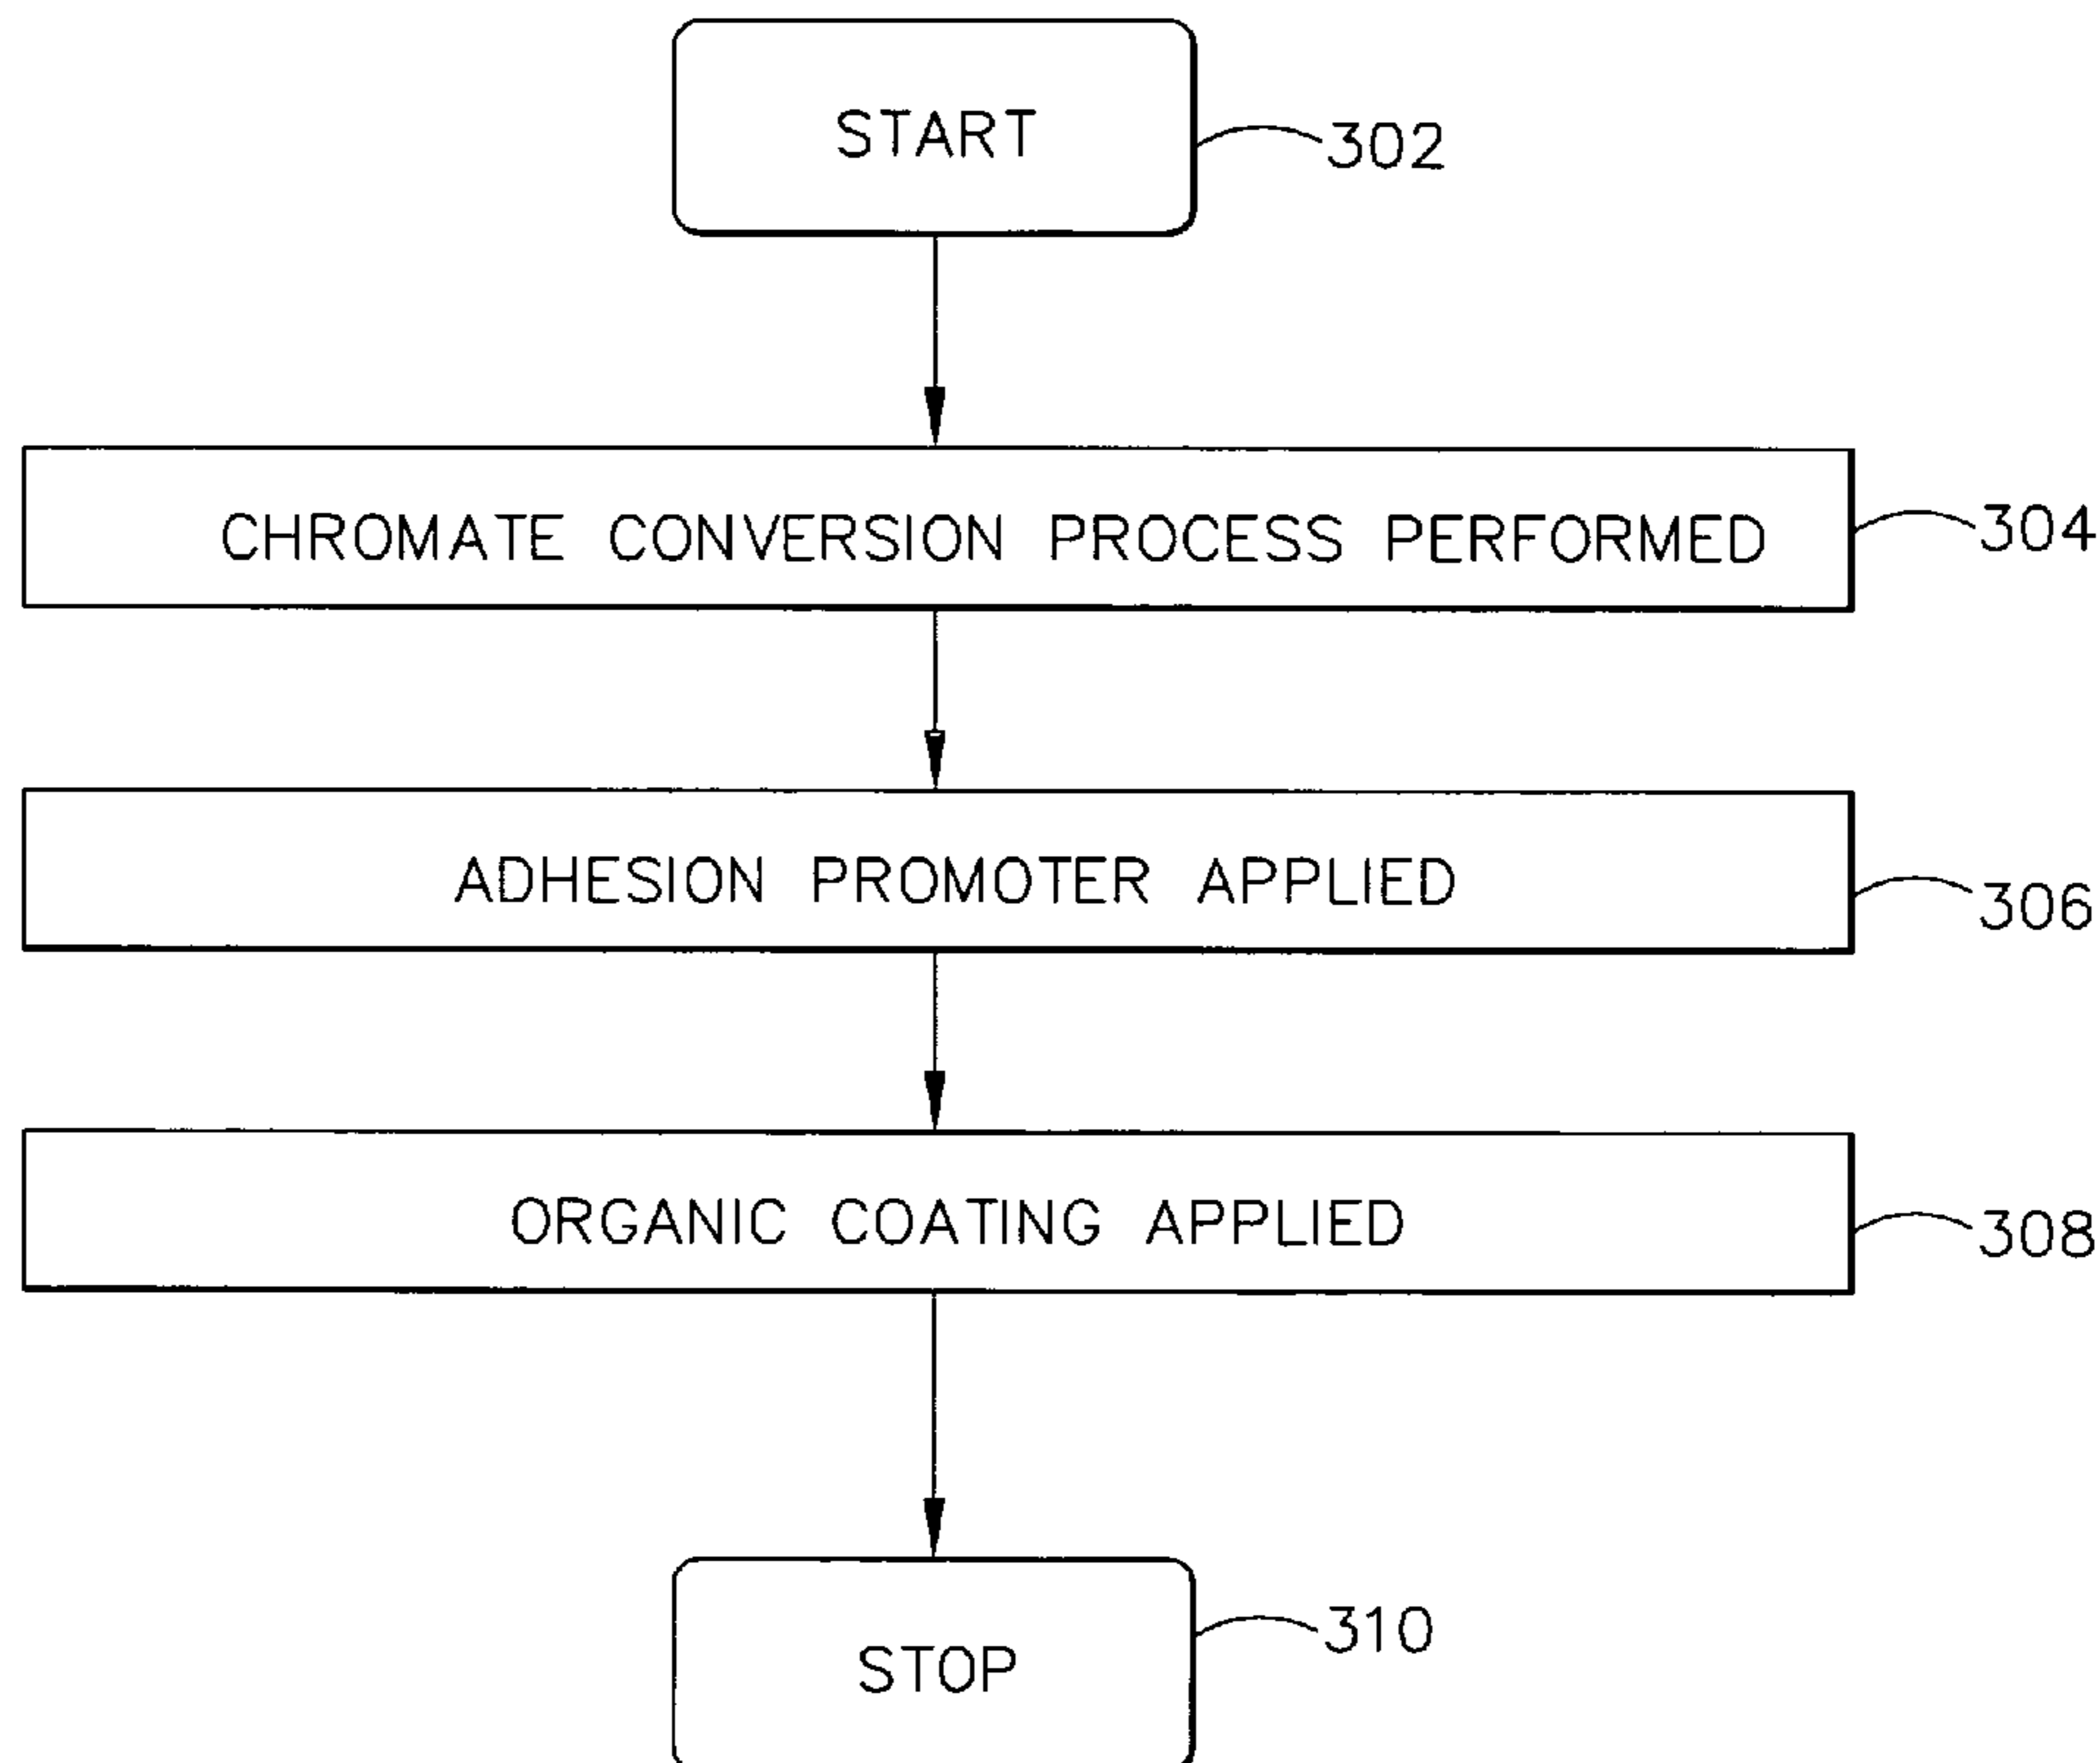 START
302
CHROMATE CONVERSION PROCESS PERFORMED
304
ADHESION PROMOTER APPLIED
306
ORGANIC COATING APPLIED
308
STOP
310